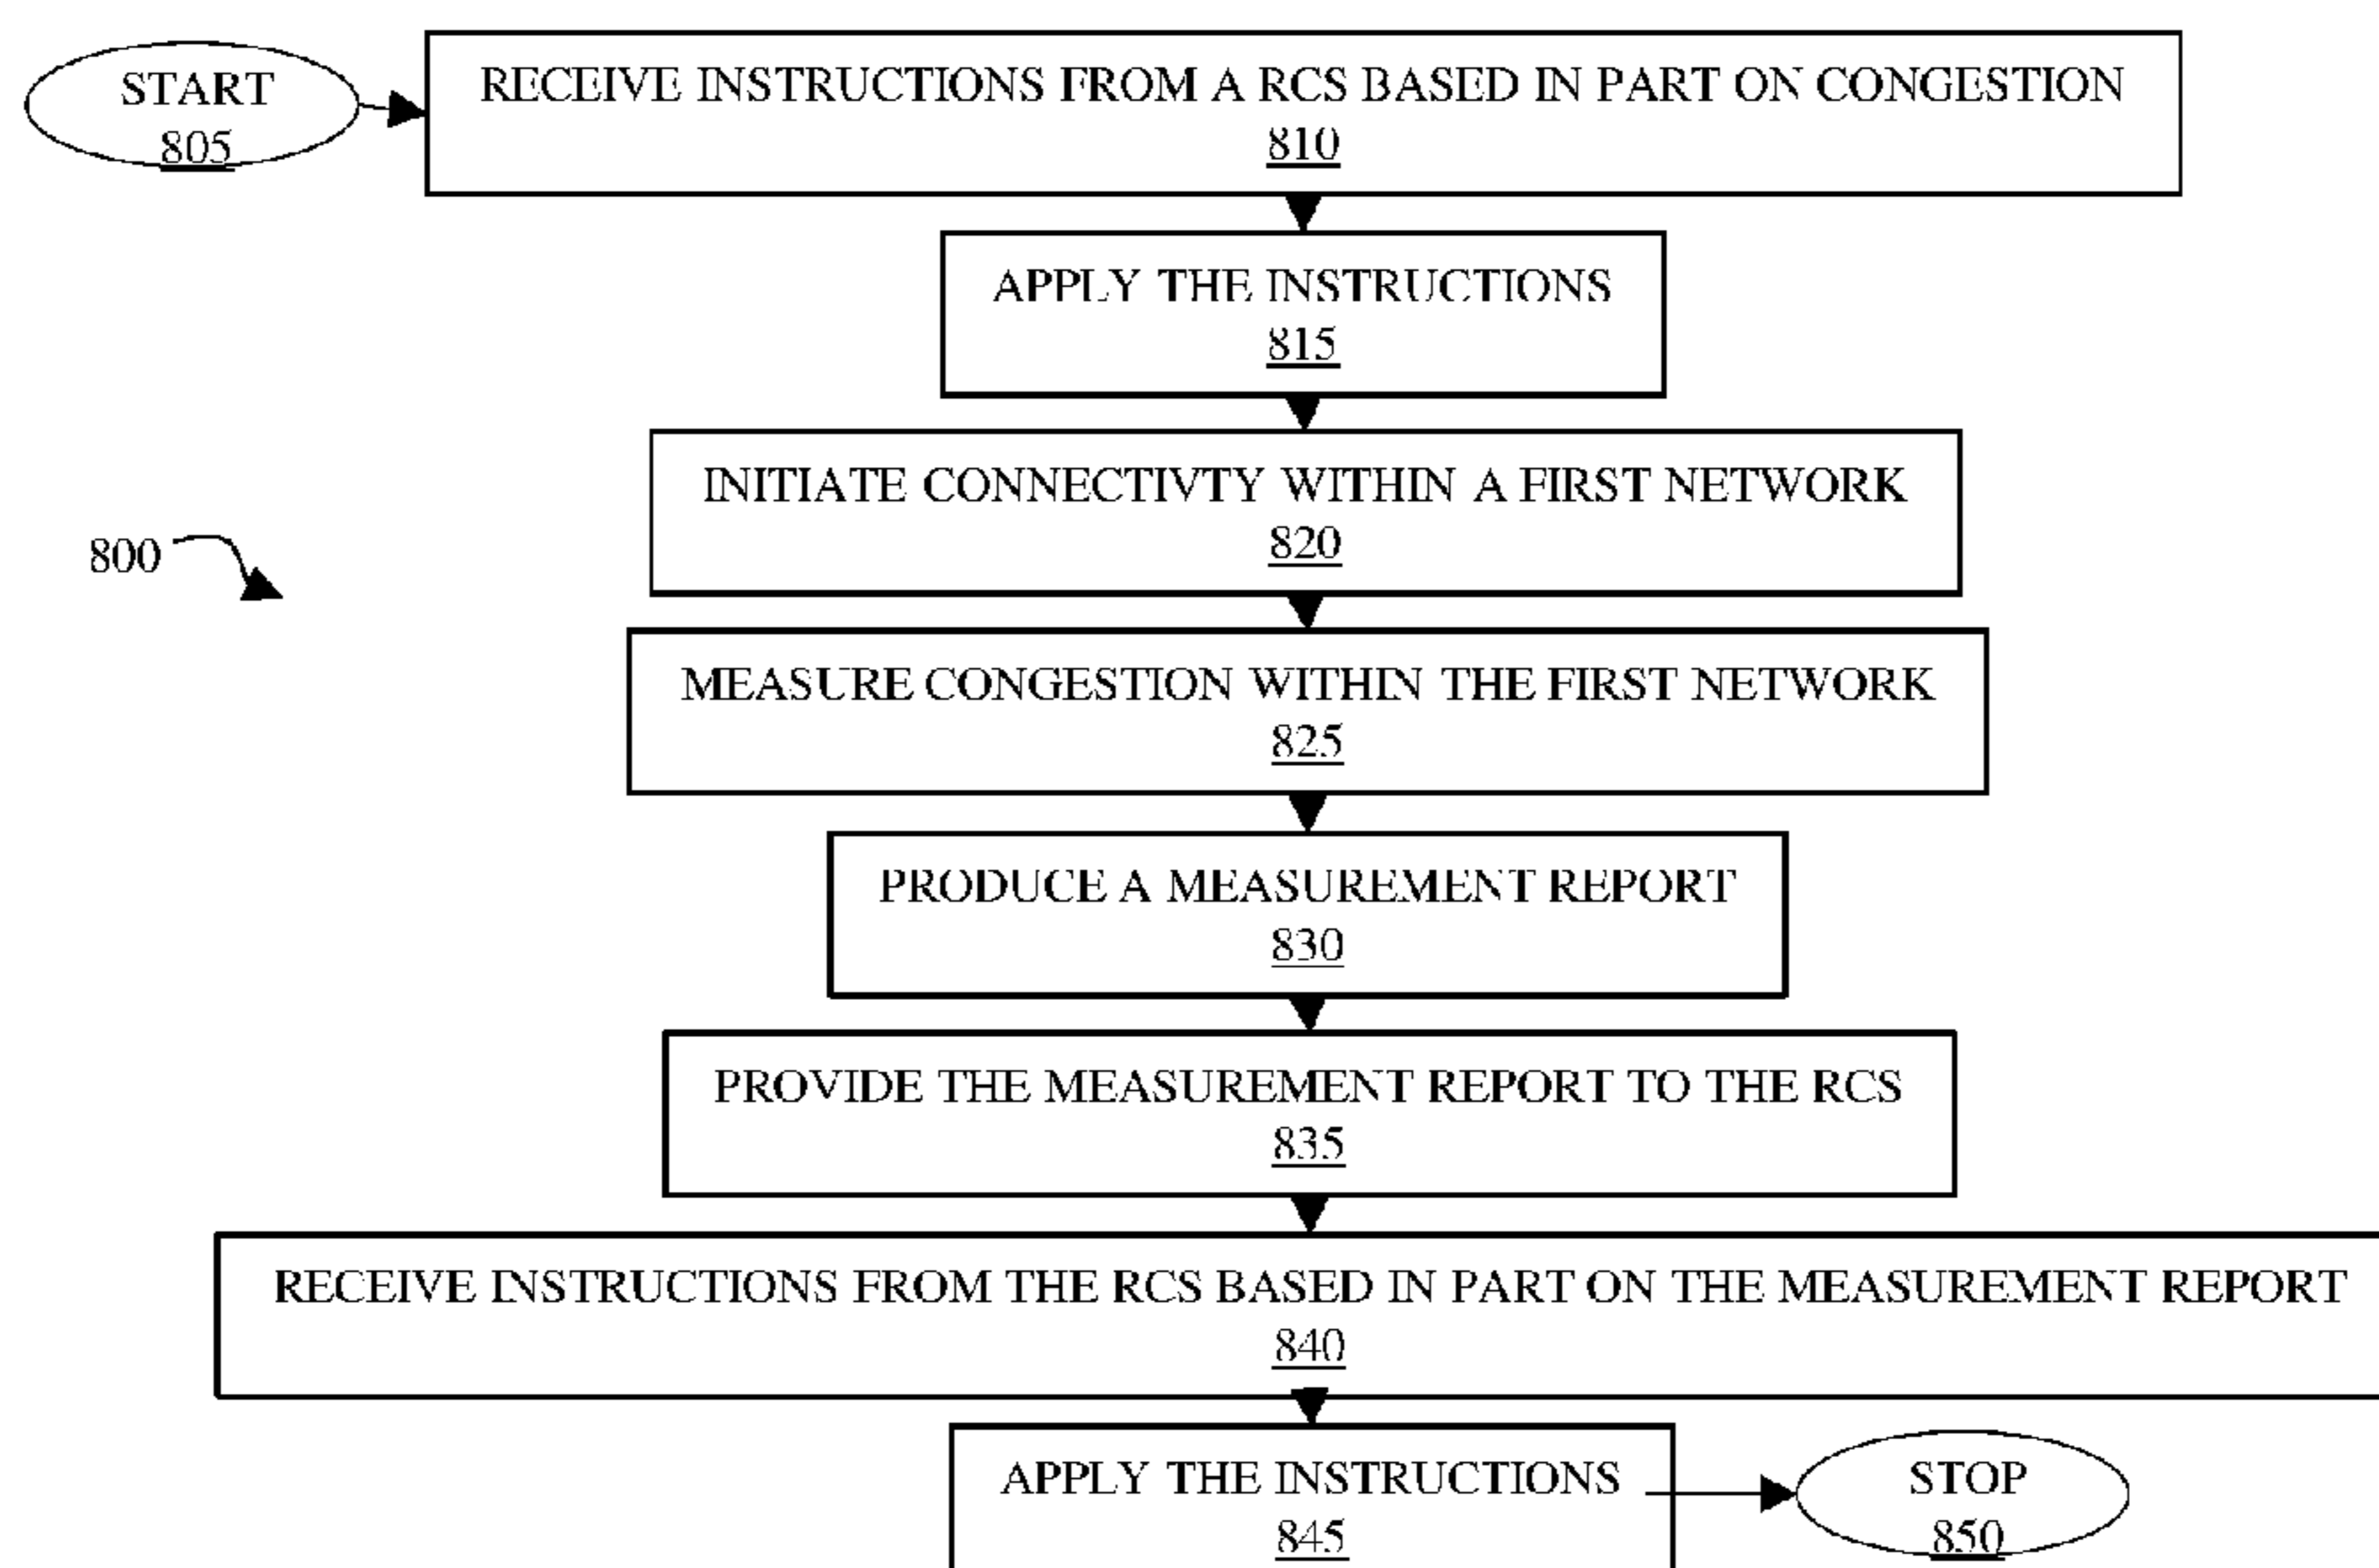 START
805
RECEIVE INSTRUCTIONS FROM A RCS BASED IN PART ON CONGESTION
810
APPLY THE INSTRUCTIONS
815
INITIATE CONNECTIVTY WITHIN A FIRST NETWORK
820
800
MEASURE CONGESTION WITHIN THE FIRST NETWORK
825
PRODUCE A MEASUREMENT REPORT
830
PROVIDE THE MEASUREMENT REPORT TO THE RCS
835
RECEIVE INSTRUCTIONS FROM THE RCS BASED IN PART ON THE MEASUREMENT REPORT
840
APPLY THE INSTRUCTIONS
845
STOP
850